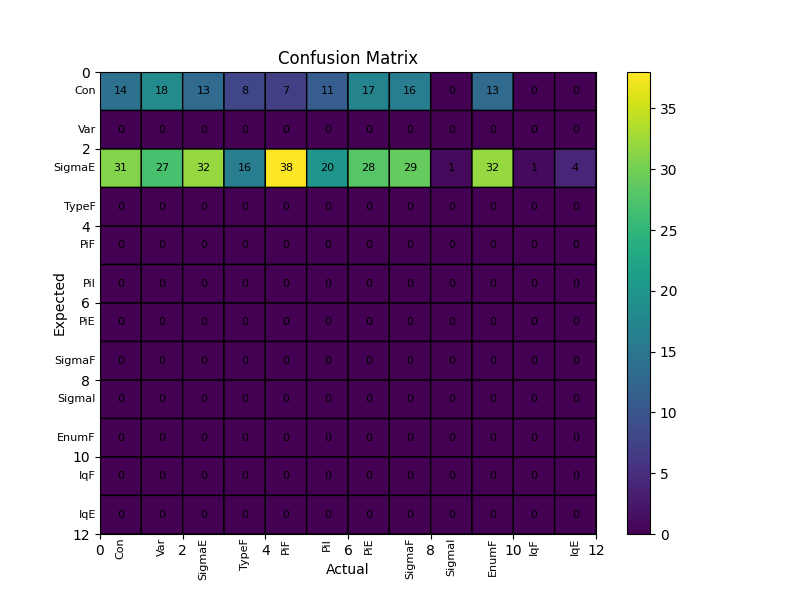 Confusion Matrix
0
Con 14 18 13 8 7 11 17 16 0 13 0 0
Var 0 0 0 0 0 0 0 0 0 0 0 0
2
SigmaE 31 27 32 16 38 20 28 29 1 32 1 4
TypeF 0 0 0 0 0 0 0 0 0 0 0 0
4
PiF 0 0 0 0 0 0 0 0 0 0 0 0
PiI 0 0 0 0 0 0 0 0 0 0 0 0
6
PiE 0 0 0 0 0 0 0 0 0 0 0 0
SigmaF 0 0 0 0 0 0 0 0 0 0 0 0
8
SigmaI 0 0 0 0 0 0 0 0 0 0 0 0
EnumF 0 0 0 0 0 0 0 0 0 0 0 0
10
IqF 0 0 0 0 0 0 0 0 0 0 0 0
IqE 0 0 0 0 0 0 0 0 0 0 0 0
12
Expected
0 2 4 6 8 10 12
Con Var SigmaE TypeF PiF PiI PiE SigmaF SigmaI EnumF IqF IqE
Actual
35
30
25
20
15
10
5
0